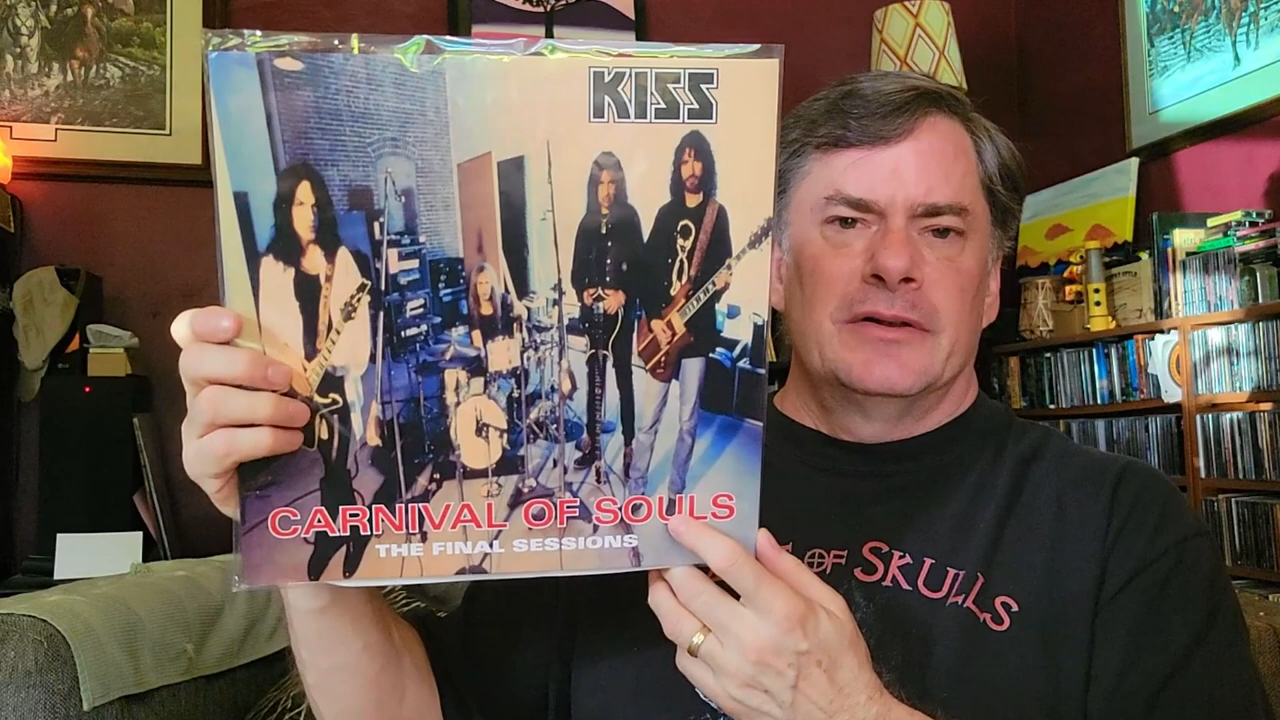 KISS
CARNIVAL OF SOULS
THE FINAL SESSIONS
OF SKULLS